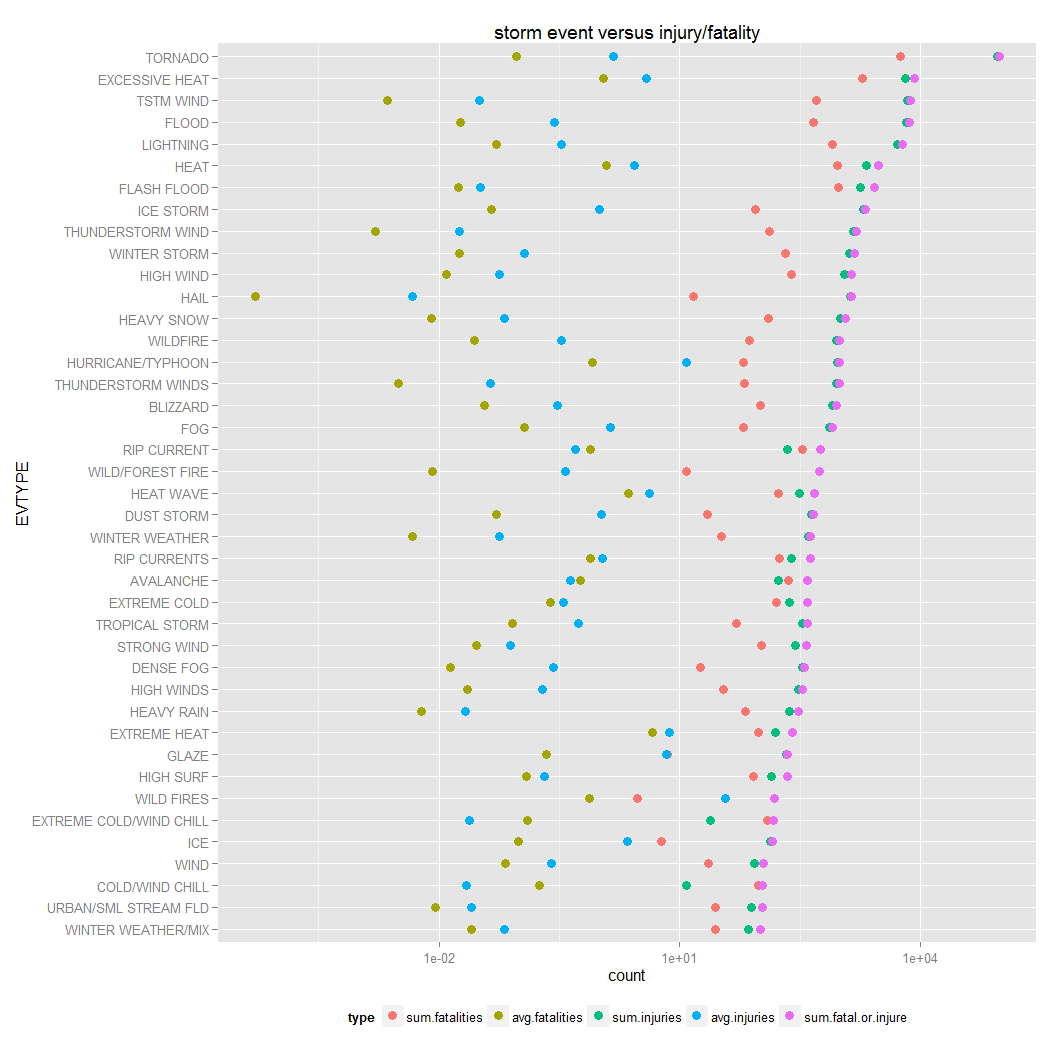 storm event versus injury/fatality
EVTYPE
TORNADO
EXCESSIVE HEAT
TSTM WIND
FLOOD
LIGHTNING
HEAT
FLASH FLOOD
ICE STORM
THUNDERSTORM WIND
WINTER STORM
HIGH WIND
HAIL
HEAVY SNOW
WILDFIRE
HURRICANE/TYPHOON
THUNDERSTORM WINDS
BLIZZARD
FOG
RIP CURRENT
WILD/FOREST FIRE
HEAT WAVE
DUST STORM
WINTER WEATHER
RIP CURRENTS
AVALANCHE
EXTREME COLD
TROPICAL STORM
STRONG WIND
DENSE FOG
HIGH WINDS
HEAVY RAIN
EXTREME HEAT
GLAZE
HIGH SURF
WILD FIRES
EXTREME COLD/WIND CHILL
ICE
WIND
COLD/WIND CHILL
URBAN/SML STREAM FLD
WINTER WEATHER/MIX
1e-02 1e+01 1e+04
count
type sum.fatalities avg.fatalities sum.injuries avg.injuries sum.fatal.or.injure